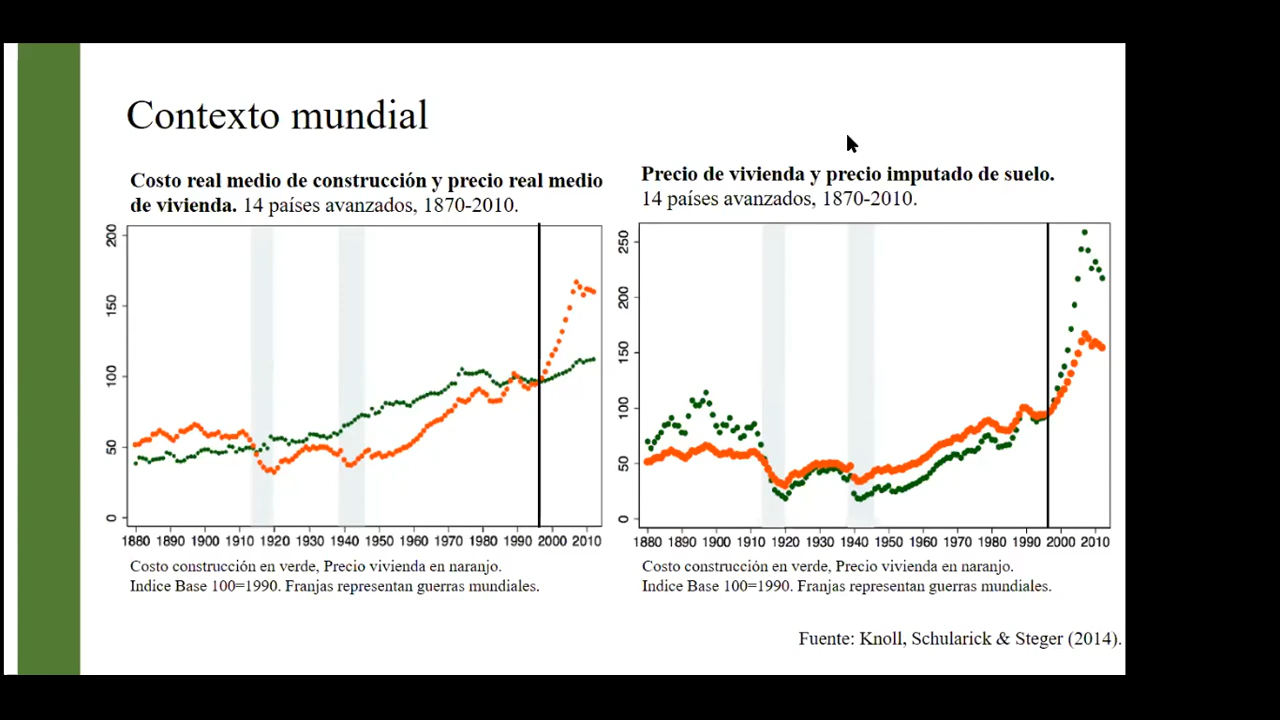 Contexto mundial
Costo real medio de construcción y precio real medio
de vivienda. 14 países avanzados, 1870-2010.
200
150
100
50
0
1880 1890 1900 1910 1920 1930 1940 1950 1960 1970 1980 1990 2000 2010
Costo construcción en verde, Precio vivienda en naranjo.
Indice Base 100=1990. Franjas representan guerras mundiales.
Precio de vivienda y precio imputado de suelo.
14 países avanzados, 1870-2010.
250
200
150
100
50
0
1880 1890 1900 1910 1920 1930 1940 1950 1960 1970 1980 1990 2000 2010
Costo construcción en verde, Precio vivienda en naranjo.
Indice Base 100=1990. Franjas representan guerras mundiales.
Fuente: Knoll, Schularick & Steger (2014).